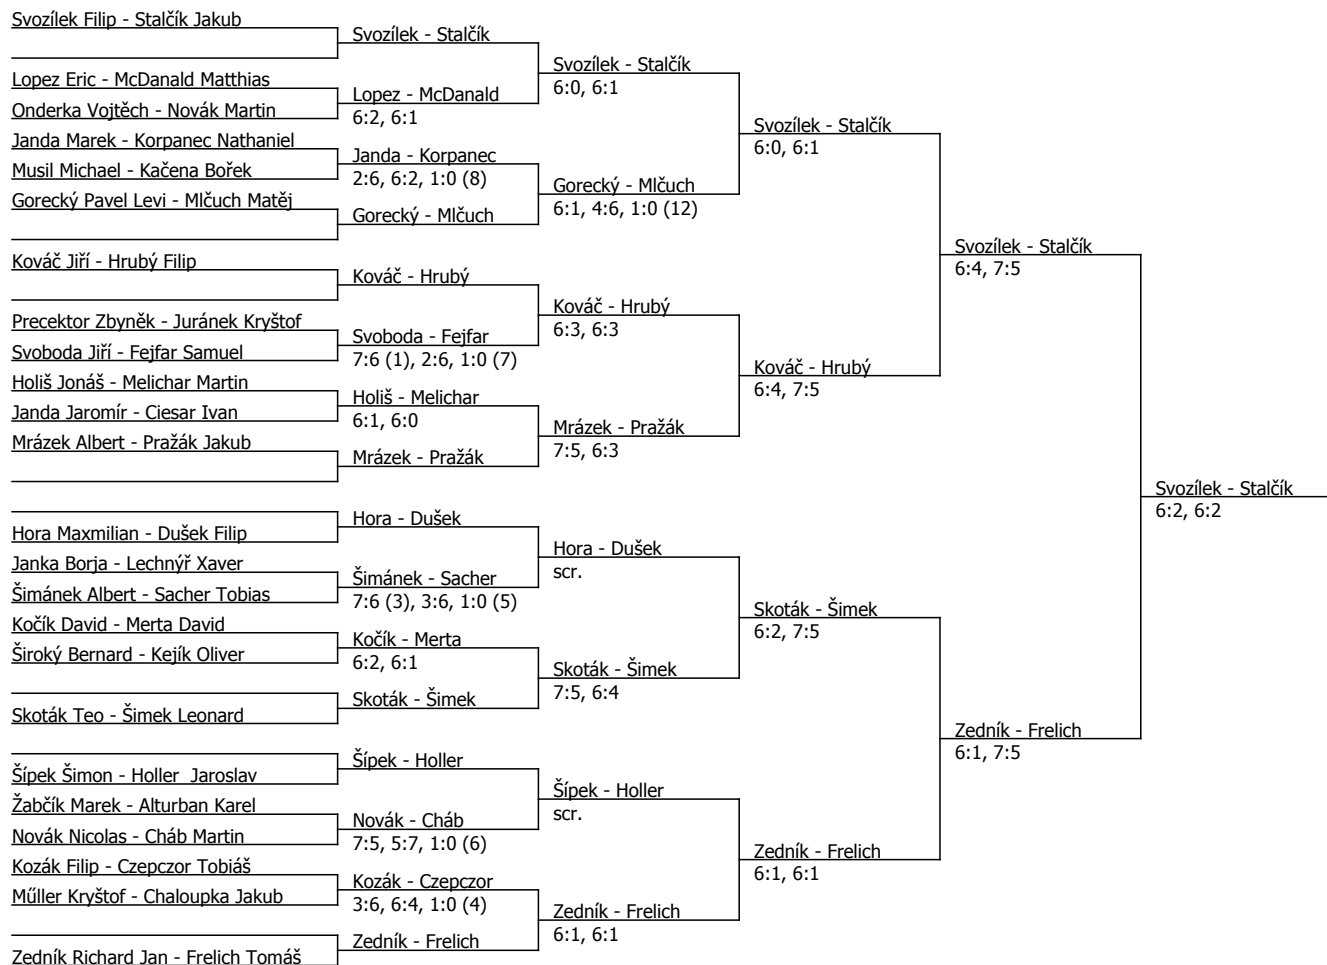 Svozílek Filip - Stalčík Jakub
Lopez Eric - McDanald Matthias
Onderka Vojtěch - Novák Martin
Janda Marek - Korpanec Nathaniel
Musil Michael - Kačena Bořek
Gorecký Pavel Levi - Mlčuch Matěj
Kováč Jiří - Hrubý Filip
Precektor Zbyněk - Juránek Kryštof
Svoboda Jiří - Fejfar Samuel
Holiš Jonáš - Melichar Martin
Janda Jaromír - Ciesar Ivan
Mrázek Albert - Pražák Jakub
Hora Maxmilian - Dušek Filip
Janka Borja - Lechnýř Xaver
Šimánek Albert - Sacher Tobias
Kočík David - Merta David
Široký Bernard - Kejík Oliver
Skoták Teo - Šimek Leonard
Šípek Šimon - Holler  Jaroslav
Žabčík Marek - Alturban Karel
Novák Nicolas - Cháb Martin
Kozák Filip - Czepczor Tobiáš
Műller Kryštof - Chaloupka Jakub
Zedník Richard Jan - Frelich Tomáš
Svozílek - Stalčík
Lopez - McDanald
6:2, 6:1
Janda - Korpanec
2:6, 6:2, 1:0 (8)
Gorecký - Mlčuch
Kováč - Hrubý
Svoboda - Fejfar
7:6 (1), 2:6, 1:0 (7)
Holiš - Melichar
6:1, 6:0
Mrázek - Pražák
Hora - Dušek
Šimánek - Sacher
7:6 (3), 3:6, 1:0 (5)
Kočík - Merta
6:2, 6:1
Skoták - Šimek
Šípek - Holler
Novák - Cháb
7:5, 5:7, 1:0 (6)
Kozák - Czepczor
3:6, 6:4, 1:0 (4)
Zedník - Frelich
Svozílek - Stalčík
6:0, 6:1
Gorecký - Mlčuch
6:1, 4:6, 1:0 (12)
Kováč - Hrubý
6:3, 6:3
Mrázek - Pražák
7:5, 6:3
Hora - Dušek
scr.
Skoták - Šimek
7:5, 6:4
Šípek - Holler
scr.
Zedník - Frelich
6:1, 6:1
Svozílek - Stalčík
6:0, 6:1
Kováč - Hrubý
6:4, 7:5
Skoták - Šimek
6:2, 7:5
Zedník - Frelich
6:1, 6:1
Svozílek - Stalčík
6:4, 7:5
Zedník - Frelich
6:1, 7:5
Svozílek - Stalčík
6:2, 6:2